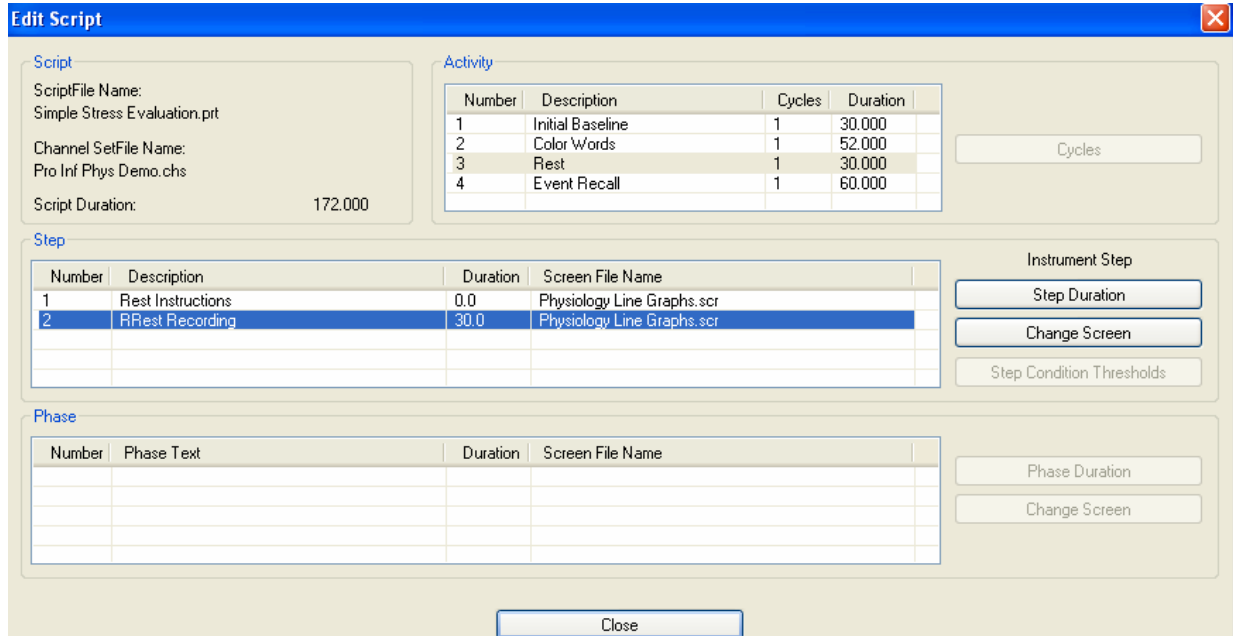 Edit Script
Script
ScriptFile Name:
Simple Stress Evaluation.prt
Channel SetFile Name:
Pro Inf Phys Demo.chs
Script Duration: 172.000
Activity
Number Description Cycles Duration
1 Initial Baseline 1 30.000
2 Color Words 1 52.000
3 Rest 1 30.000
4 Event Recall 1 60.000
Cycles
Step
Number Description Duration Screen File Name
1 Rest Instructions 0.0 Physiology Line Graphs.scr
2 RRest Recording 30.0 Physiology Line Graphs.scr
Instrument Step
Step Duration
Change Screen
Step Condition Thresholds
Phase
Number Phase Text Duration Screen File Name
Phase Duration
Change Screen
Close